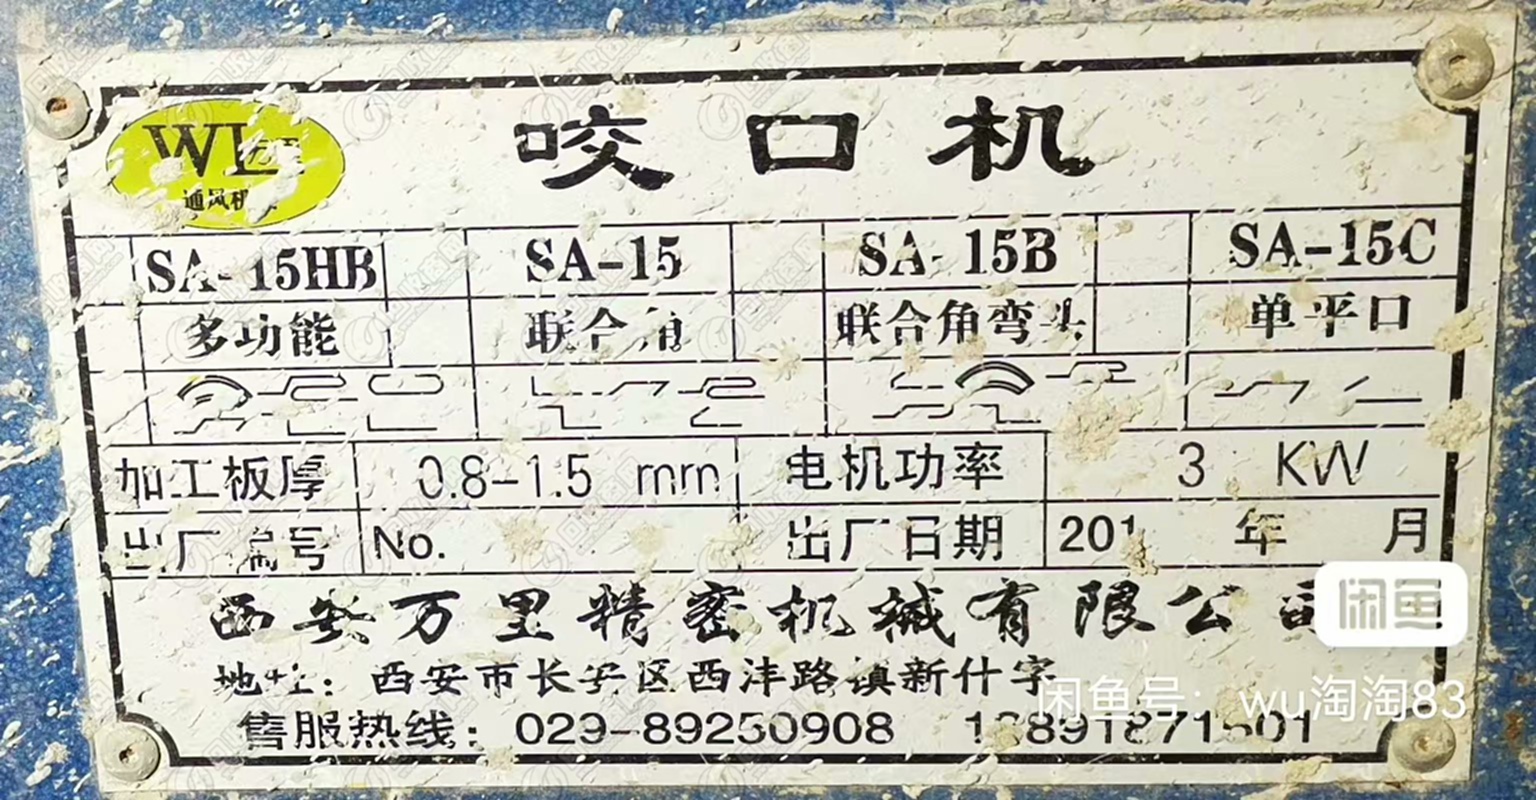 WL
通风机
咬口机
SA-15HB SA-15 SA-15B SA-15C
多功能 联合角 联合角弯头 单平口
加工板厚 0.8-1.5 mm 电机功率 3 KW
出厂编号 No. 出厂日期 201 年 月
西安万里精密机械有限公司
闲鱼
地址：西安市长安区西沣路镇新什字
闲鱼号：wu淘淘83
售服热线：029-89250908